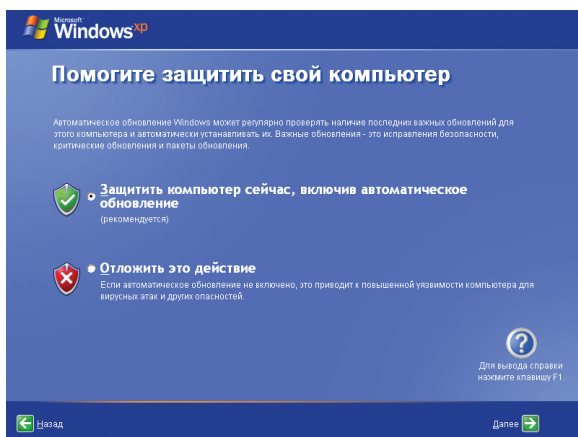 Microsoft
Windows xp
Помогите защитить свой компьютер
Автоматическое обновление Windows может регулярно проверять наличие последних важных обновлений для
этого компьютера и автоматически устанавливать их. Важные обновления - это исправления безопасности,
критические обновления и пакеты обновления.
Защитить компьютер сейчас, включив автоматическое
обновление
(рекомендуется)
Отложить это действие
Если автоматическое обновление не включено, это приводит к повышенной уязвимости компьютера для
вирусных атак и других опасностей.
?
Для вывода справки
нажмите клавишу F1.
Назад
Далее